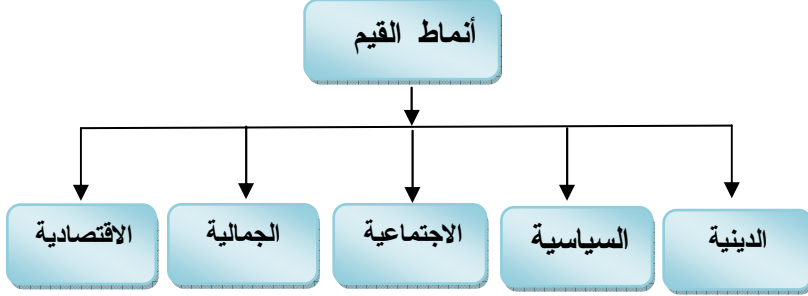 أنماط القيم
الدينية
السياسية
الاجتماعية
الجمالية
الاقتصادية